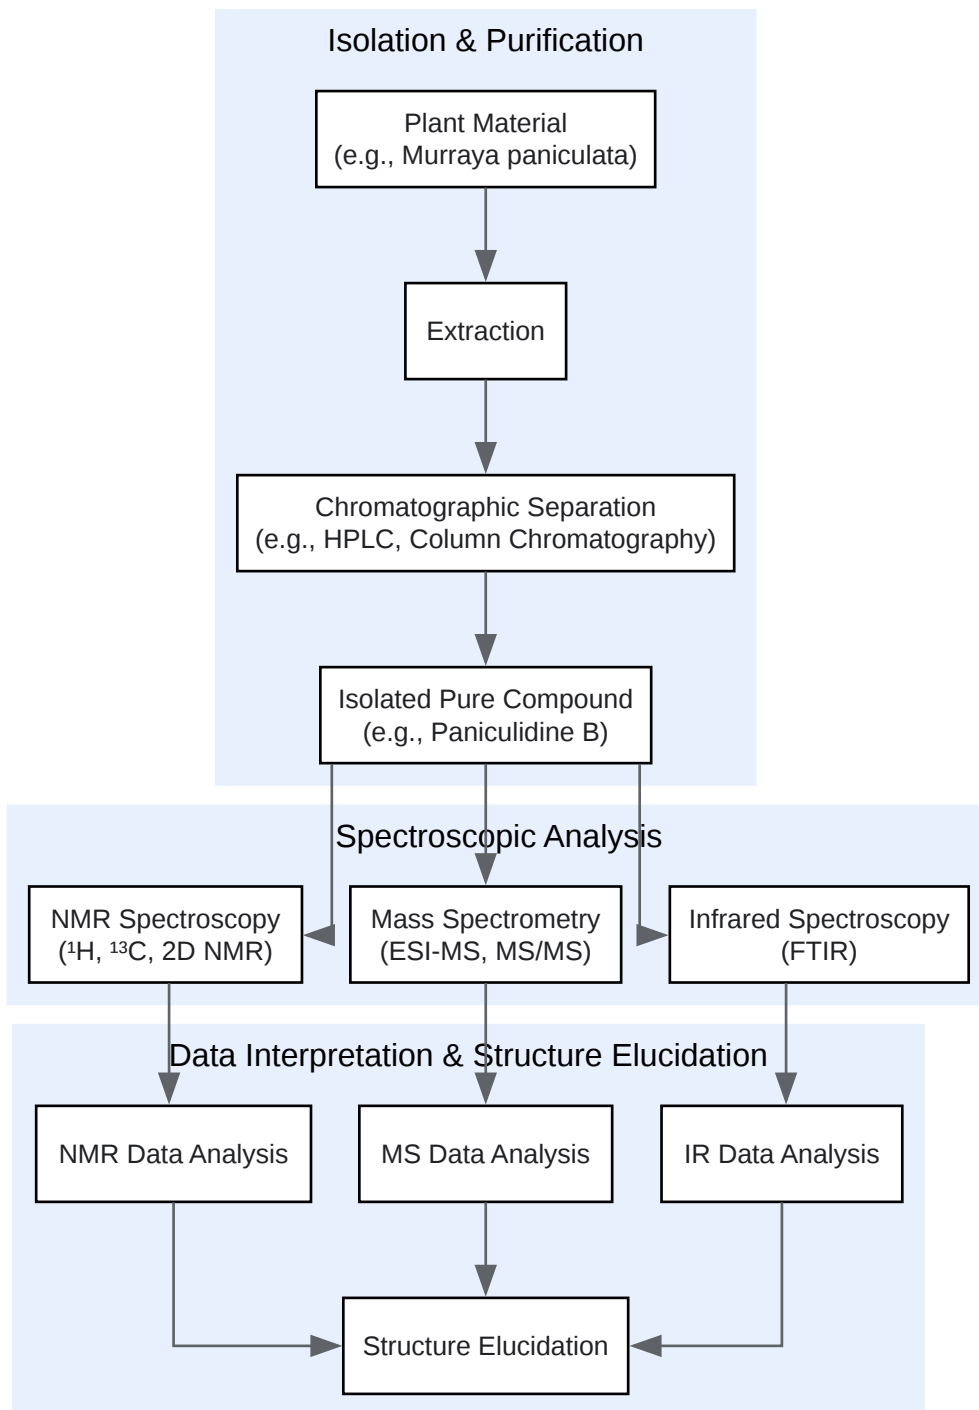 Isolation & Purification
Plant Material
(e.g., Murraya paniculata)
Extraction
Chromatographic Separation
(e.g., HPLC, Column Chromatography)
Isolated Pure Compound
(e.g., Paniculidine B)
Spectroscopic Analysis
NMR Spectroscopy
(¹H, ¹³C, 2D NMR)
Mass Spectrometry
(ESI-MS, MS/MS)
Infrared Spectroscopy
(FTIR)
Data Interpretation & Structure Elucidation
NMR Data Analysis
MS Data Analysis
IR Data Analysis
Structure Elucidation